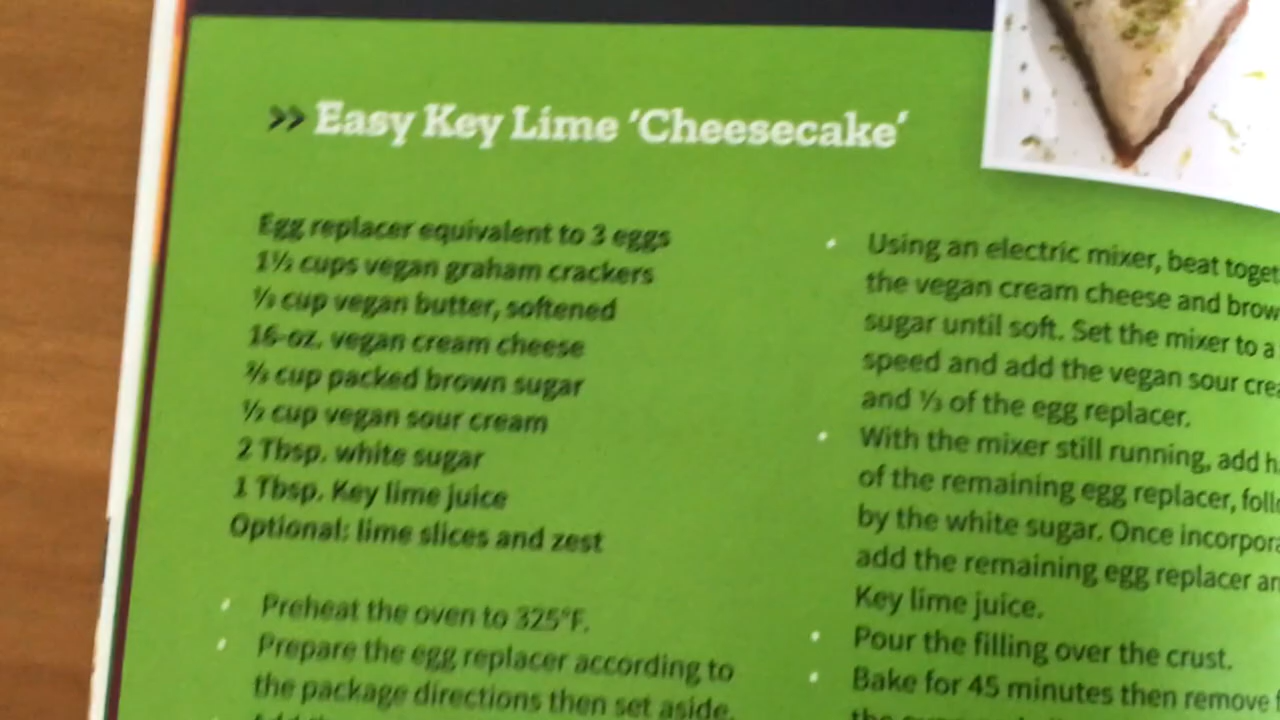 >> Easy Key Lime ‘Cheesecake’
Egg replacer equivalent to 3 eggs
1½ cups vegan graham crackers
⅓ cup vegan butter, softened
16-oz. vegan cream cheese
⅔ cup packed brown sugar
½ cup vegan sour cream
2 Tbsp. white sugar
1 Tbsp. Key lime juice
Optional: lime slices and zest
• Preheat the oven to 325°F.
• Prepare the egg replacer according to
the package directions then set aside.
• Using an electric mixer, beat toget
the vegan cream cheese and brow
sugar until soft. Set the mixer to a
speed and add the vegan sour crea
and ⅓ of the egg replacer.
• With the mixer still running, add h
of the remaining egg replacer, follo
by the white sugar. Once incorpora
add the remaining egg replacer an
Key lime juice.
• Pour the filling over the crust.
• Bake for 45 minutes then remove